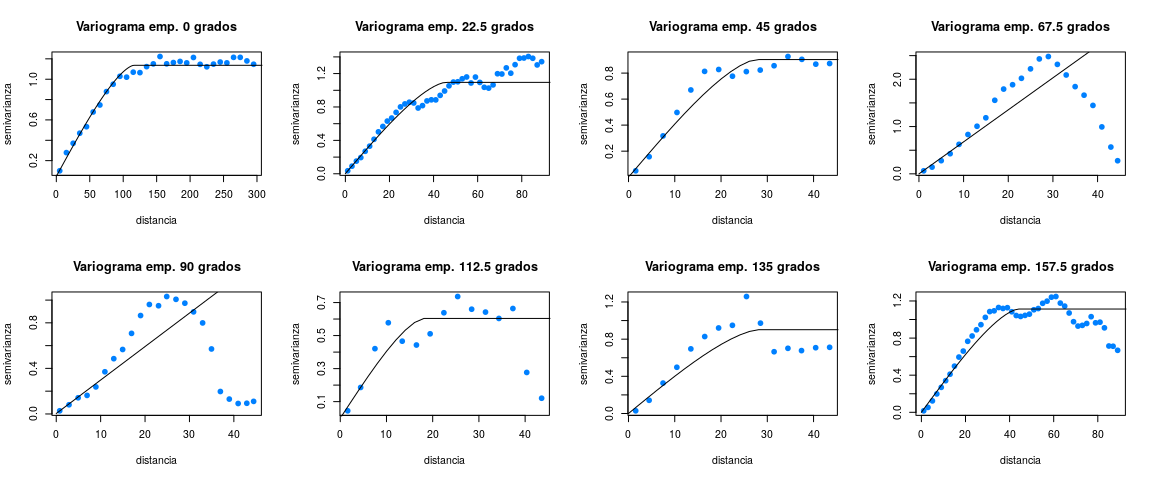 Variograma emp. 0 grados
semivarianza
0.2 0.6 1.0
0 50 100 150 200 250 300
distancia
Variograma emp. 22.5 grados
semivarianza
0.0 0.4 0.8 1.2
0 20 40 60 80
distancia
Variograma emp. 45 grados
semivarianza
0.2 0.4 0.6 0.8
0 10 20 30 40
distancia
Variograma emp. 67.5 grados
semivarianza
0.0 1.0 2.0
0 10 20 30 40
distancia
Variograma emp. 90 grados
semivarianza
0.0 0.4 0.8
0 10 20 30 40
distancia
Variograma emp. 112.5 grados
semivarianza
0.1 0.3 0.5 0.7
0 10 20 30 40
distancia
Variograma emp. 135 grados
semivarianza
0.0 0.4 0.8 1.2
0 10 20 30 40
distancia
Variograma emp. 157.5 grados
semivarianza
0.0 0.4 0.8 1.2
0 20 40 60 80
distancia